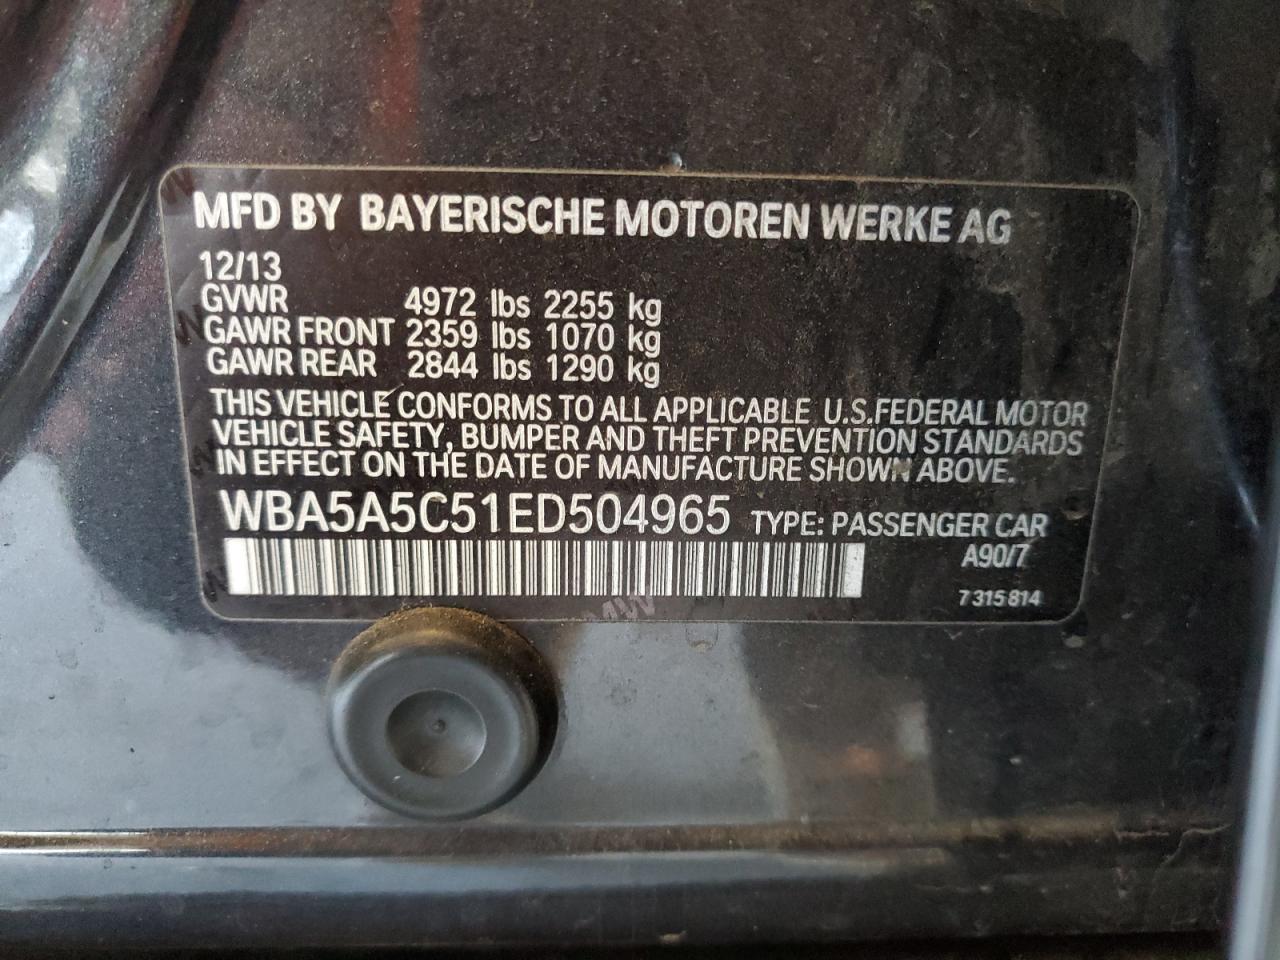 MFD BY BAYERISCHE MOTOREN WERKE AG
12/13
GVWR 4972 lbs 2255 kg
GAWR FRONT 2359 lbs 1070 kg
GAWR REAR 2844 lbs 1290 kg
THIS VEHICLE CONFORMS TO ALL APPLICABLE U.S.FEDERAL MOTOR
VEHICLE SAFETY, BUMPER AND THEFT PREVENTION STANDARDS
IN EFFECT ON THE DATE OF MANUFACTURE SHOWN ABOVE.
WBA5A5C51ED504965 TYPE: PASSENGER CAR
A90/7
7 315 814